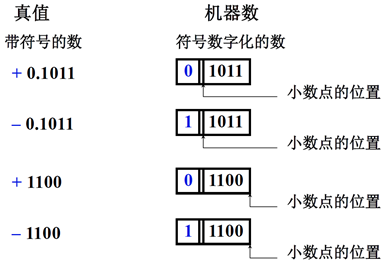 真值 机器数
带符号的数 符号数字化的数
+ 0.1011 0 1011
小数点的位置
– 0.1011 1 1011
小数点的位置
+ 1100 0 1100
小数点的位置
– 1100 1 1100
小数点的位置